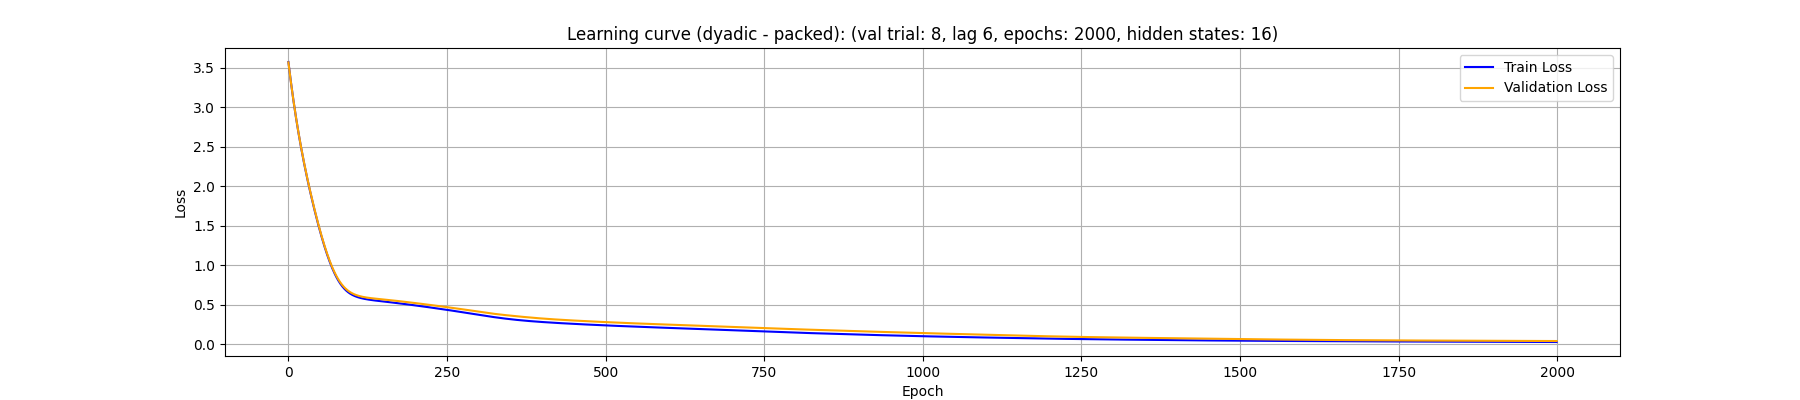 Learning curve (dyadic - packed): (val trial: 8, lag 6, epochs: 2000, hidden states: 16)
Train Loss
Validation Loss
Loss
3.5
3.0
2.5
2.0
1.5
1.0
0.5
0.0
0 250 500 750 1000 1250 1500 1750 2000
Epoch